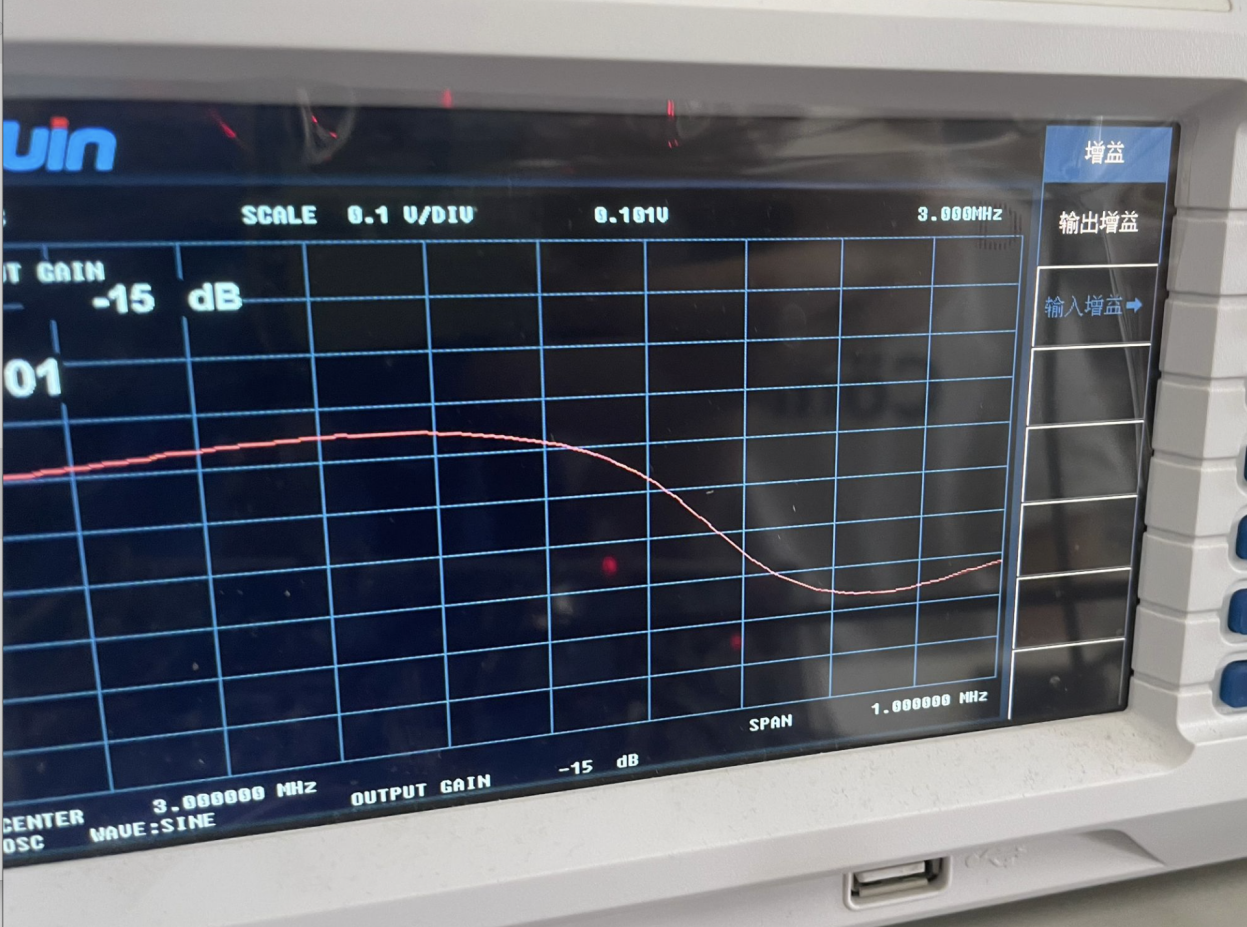 uin
SCALE 0.1 V/DIV 0.101V 3.000MHz
T GAIN
-15 dB
01
SPAN 1.000000 MHz
CENTER 3.000000 MHz OUTPUT GAIN -15 dB
OSC WAVE:SINE
增益
输出增益
输入增益➡